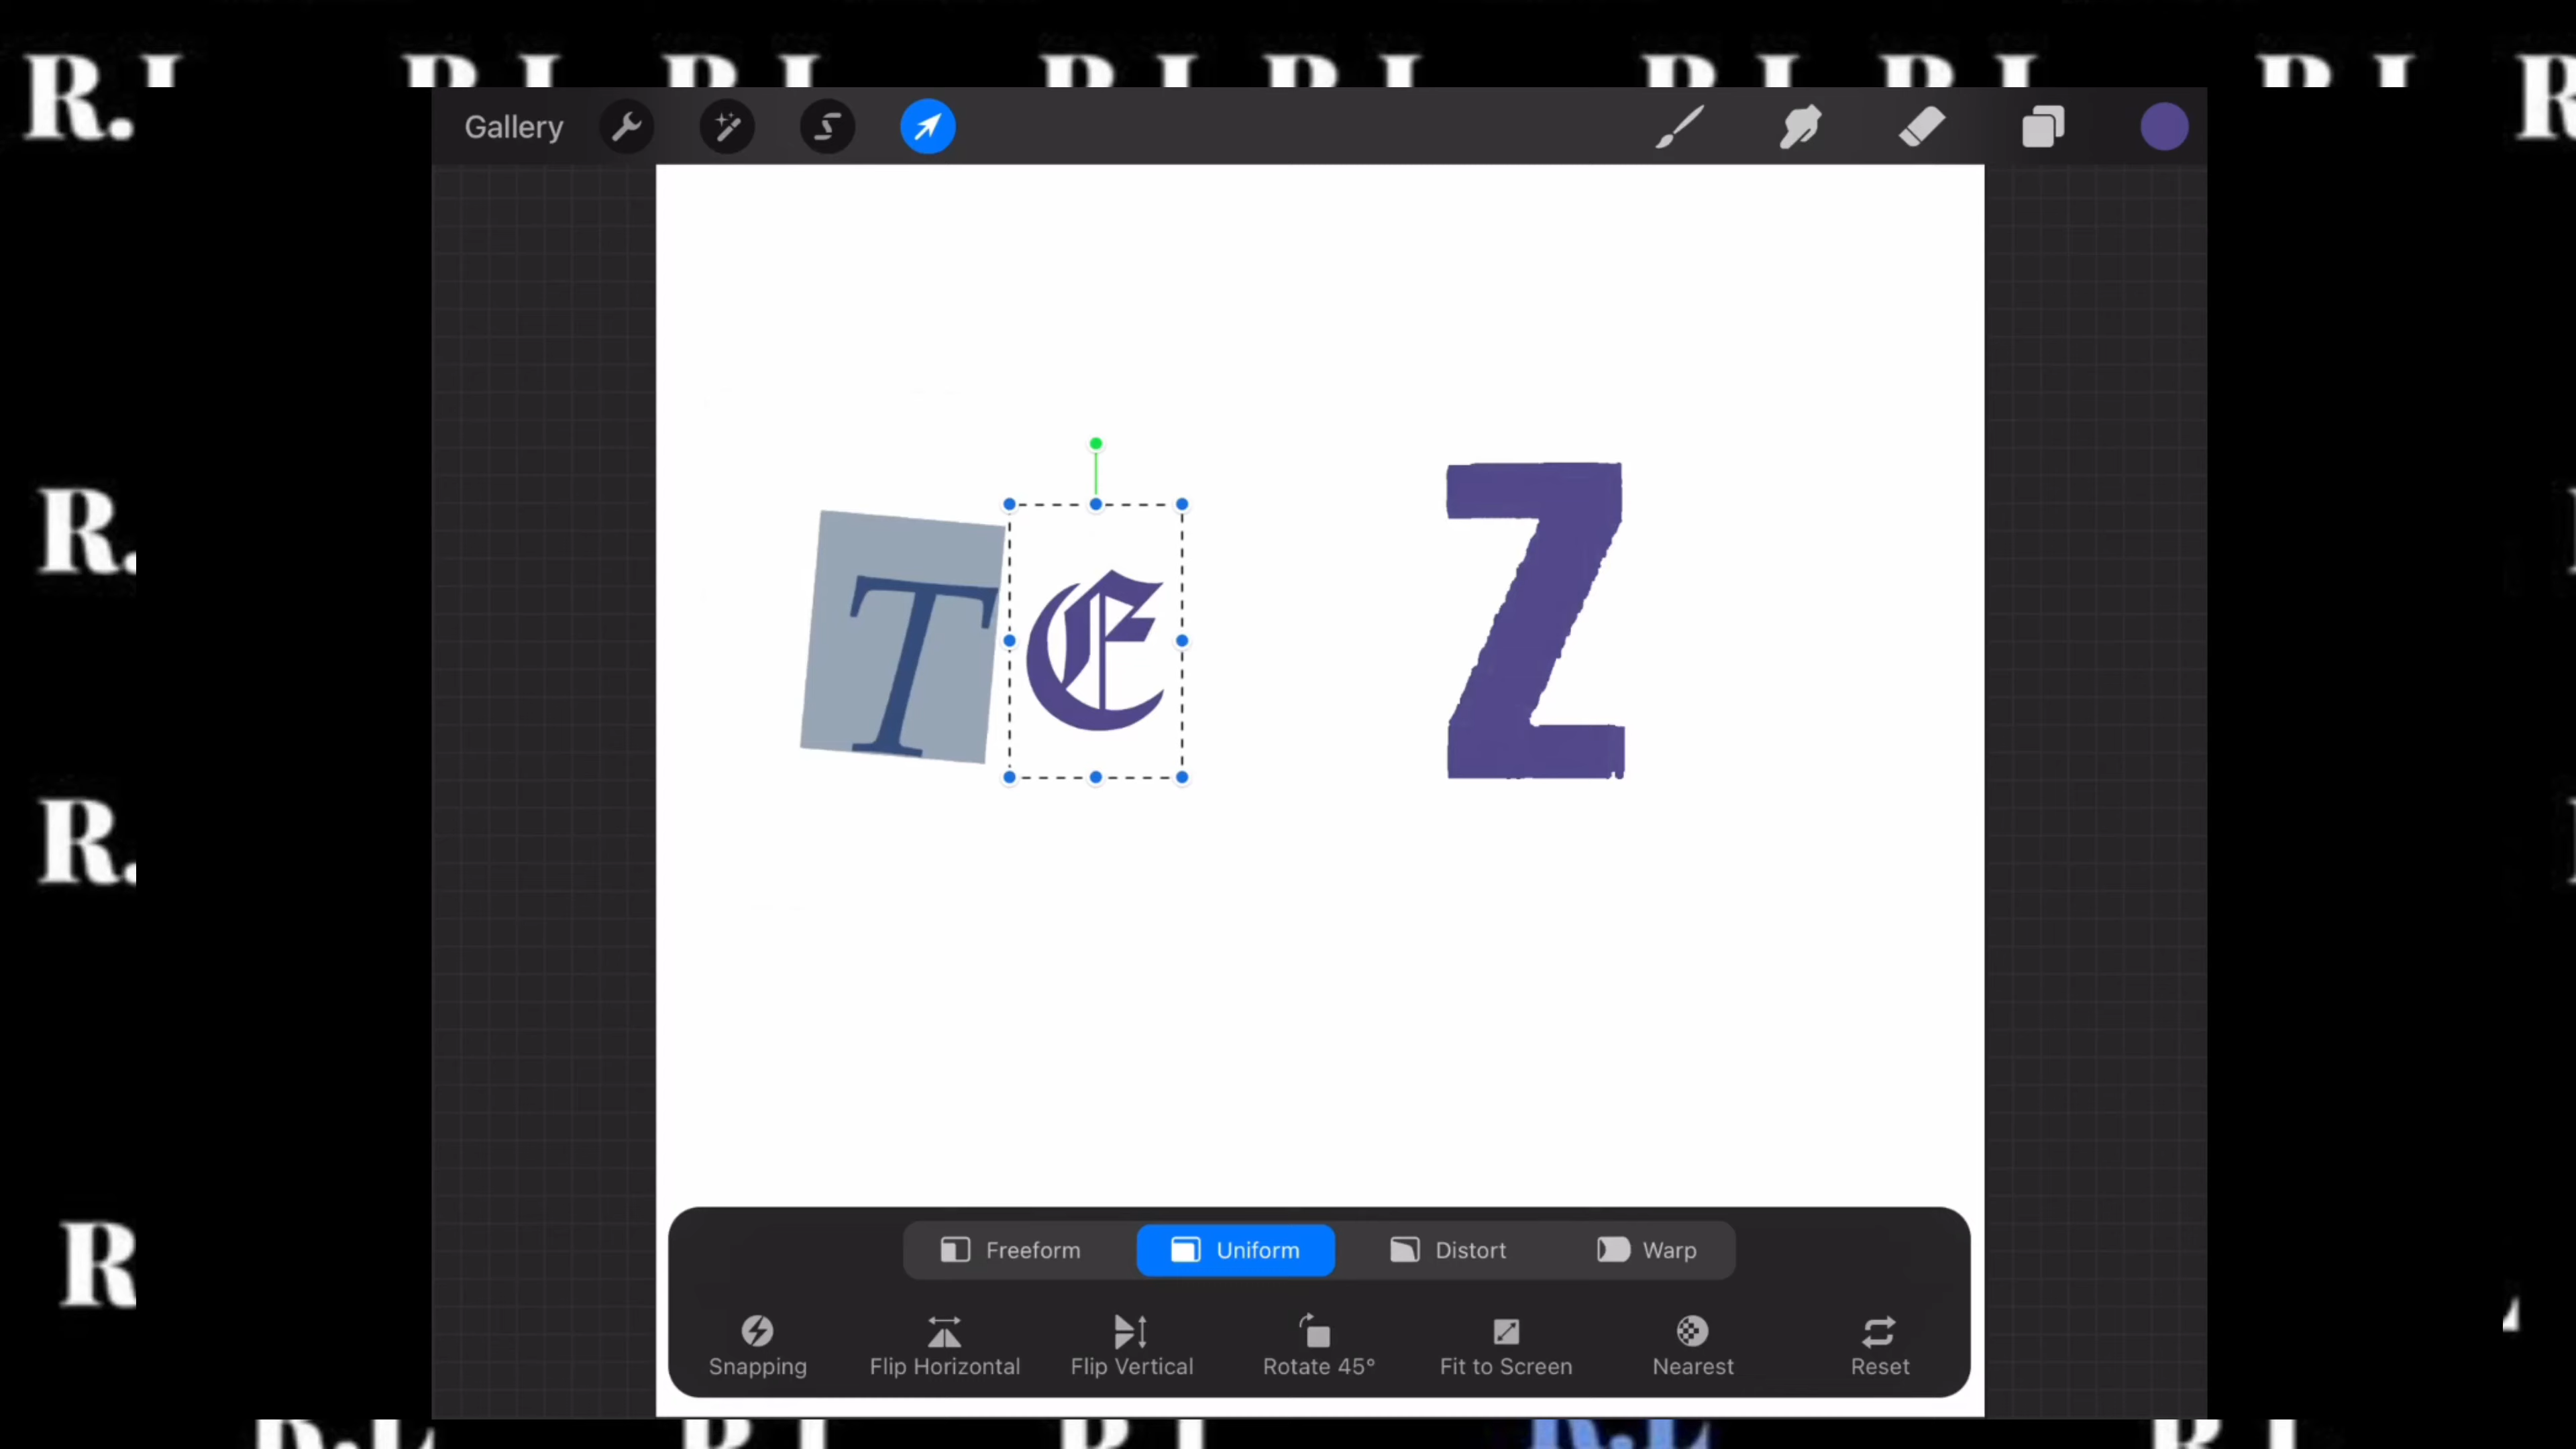 R.
Gallery
T E Z
R.
R.
R
Freeform Uniform Distort Warp
Snapping Flip Horizontal Flip Vertical Rotate 45° Fit to Screen Nearest Reset